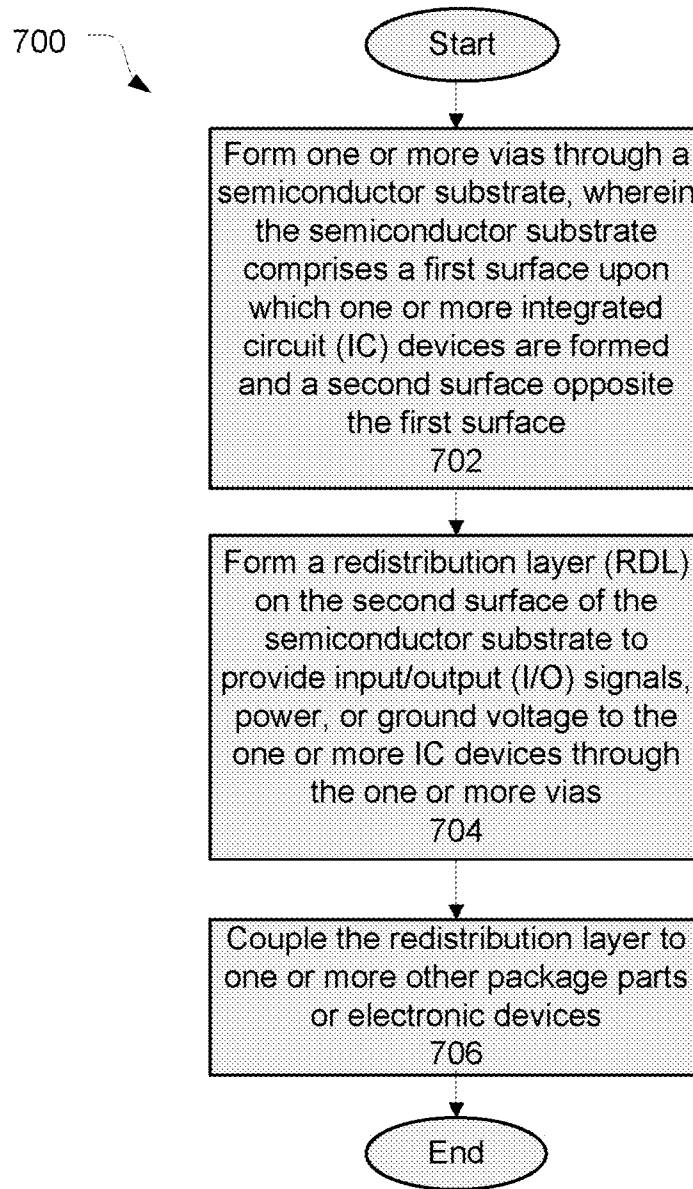 700
Start
Form one or more vias through a
semiconductor substrate, wherein
the semiconductor substrate
comprises a first surface upon
which one or more integrated
circuit (IC) devices are formed
and a second surface opposite
the first surface
702
Form a redistribution layer (RDL)
on the second surface of the
semiconductor substrate to
provide input/output (I/O) signals,
power, or ground voltage to the
one or more IC devices through
the one or more vias
704
Couple the redistribution layer to
one or more other package parts
or electronic devices
706
End